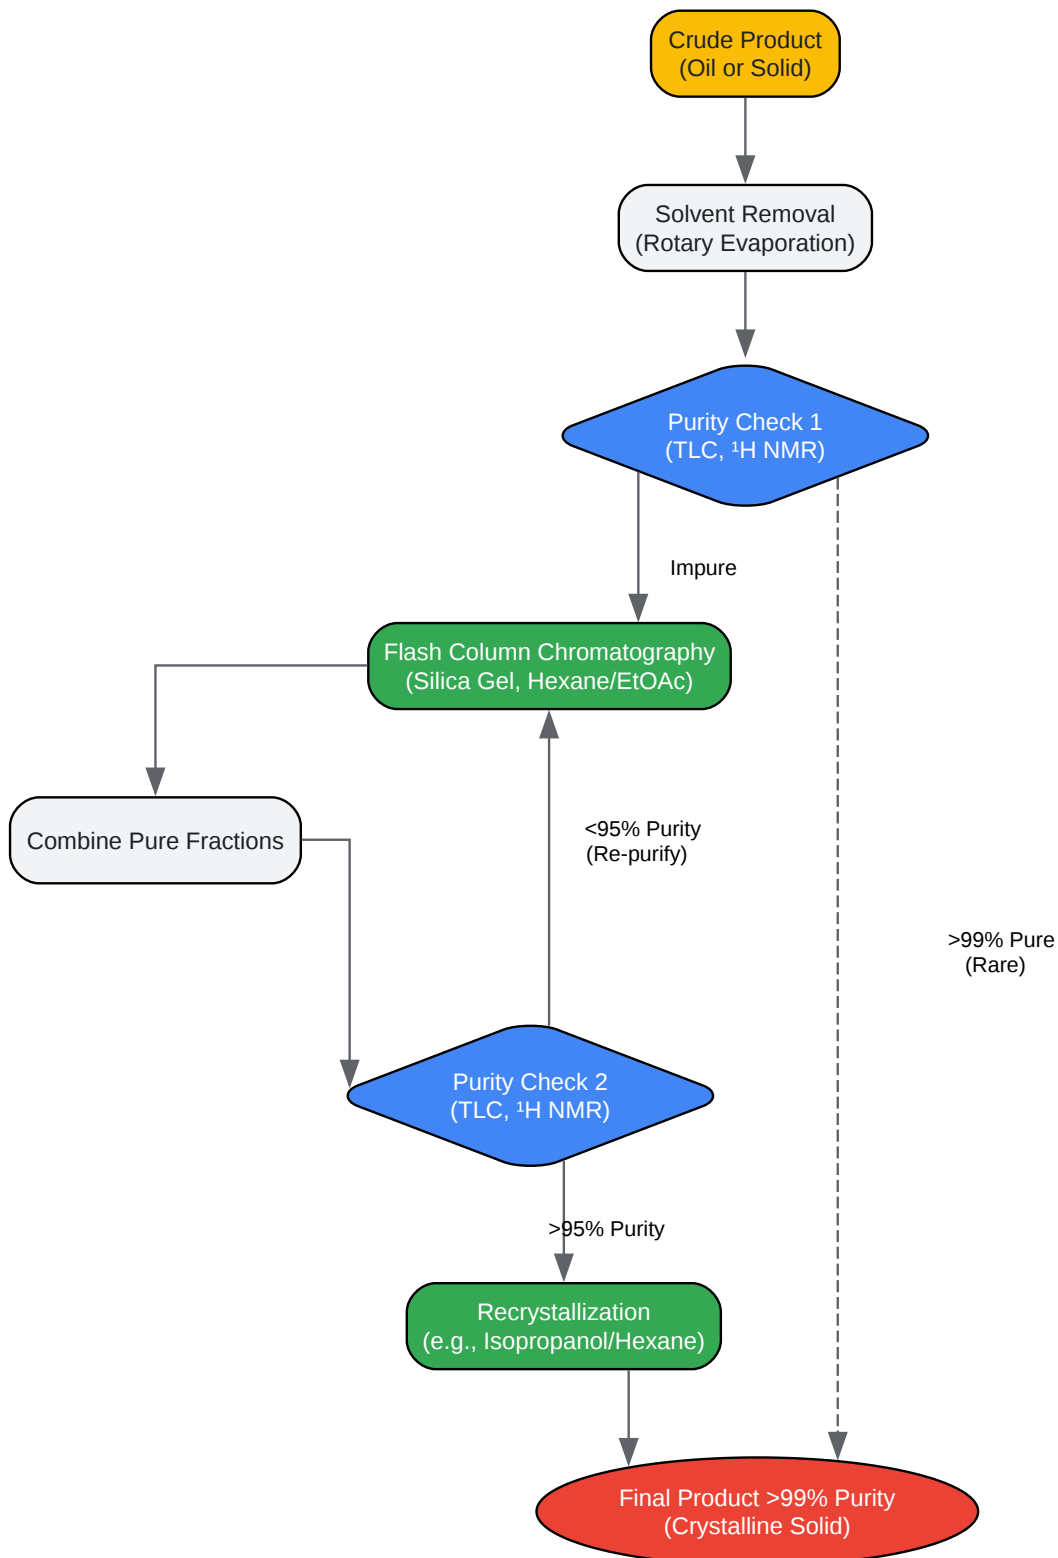 Crude Product
(Oil or Solid)
Solvent Removal
(Rotary Evaporation)
Purity Check 1
(TLC, ¹H NMR)
Impure
Flash Column Chromatography
(Silica Gel, Hexane/EtOAc)
Combine Pure Fractions
<95% Purity
(Re-purify)
>99% Pure
(Rare)
Purity Check 2
(TLC, ¹H NMR)
>95% Purity
Recrystallization
(e.g., Isopropanol/Hexane)
Final Product >99% Purity
(Crystalline Solid)